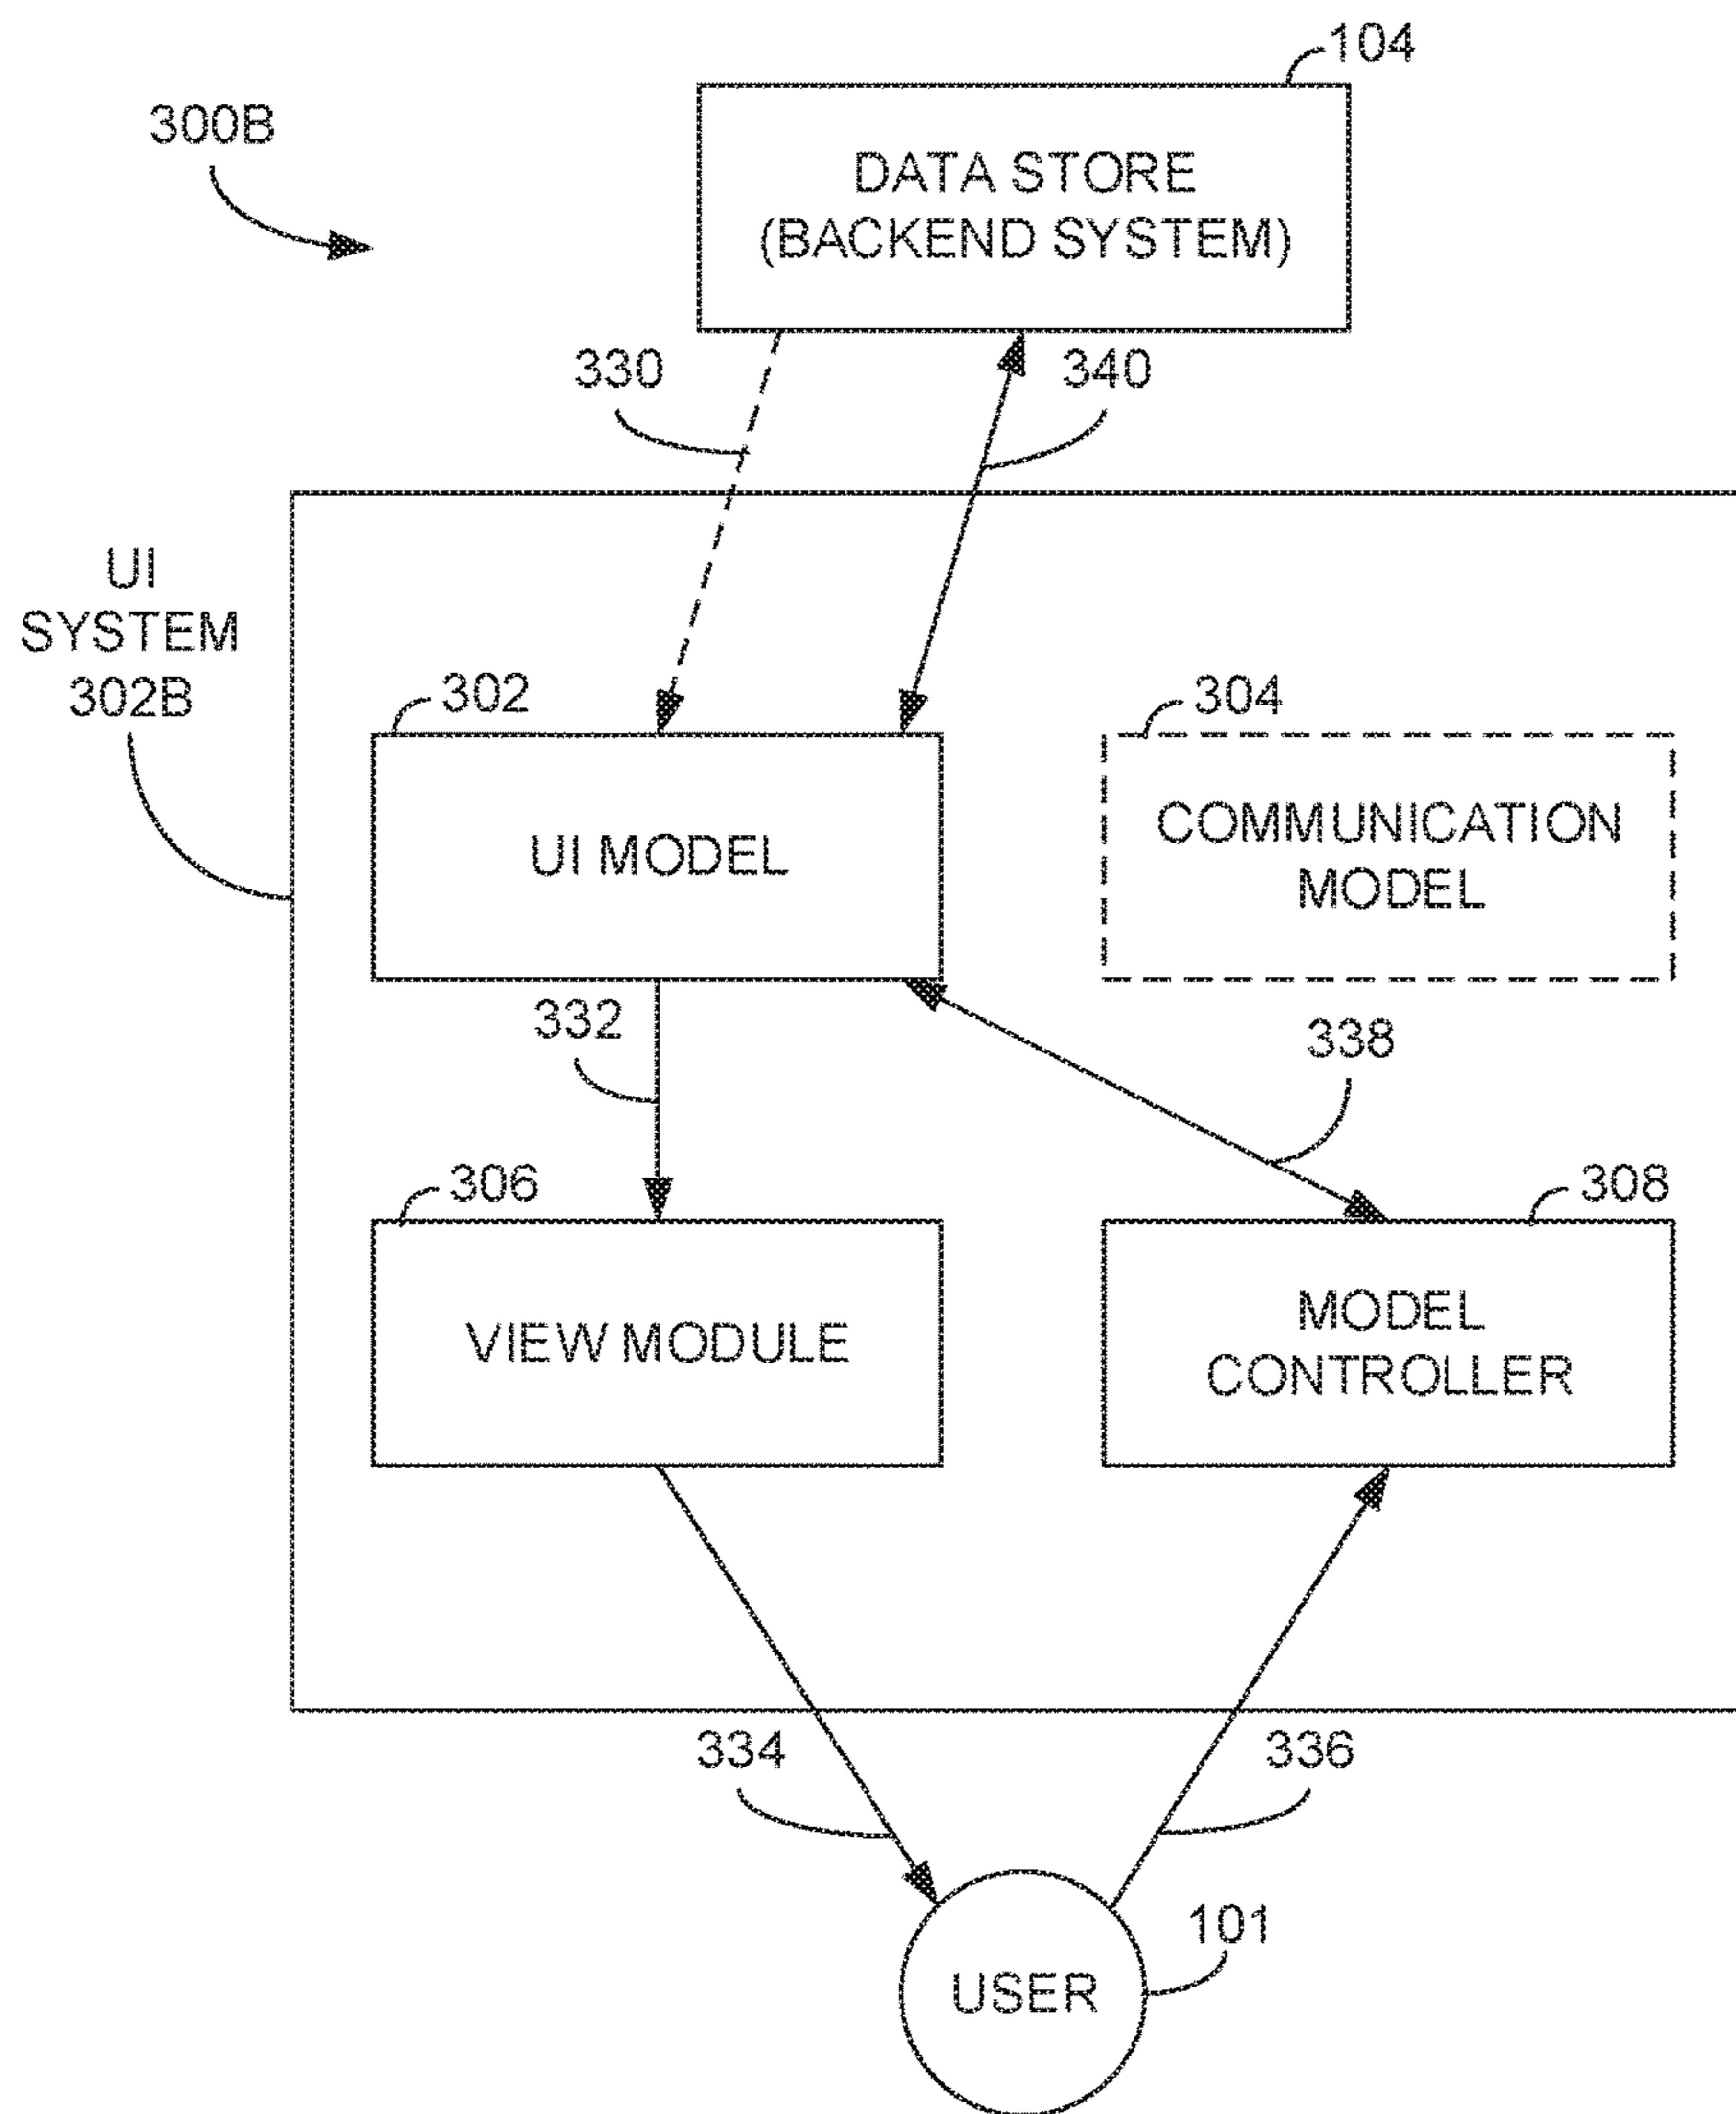 104
300B
DATA STORE
(BACKEND SYSTEM)
330
340
UI
SYSTEM
302B
302
304
UI MODEL
COMMUNICATION
MODEL
332
338
306
308
VIEW MODULE
MODEL
CONTROLLER
334
336
101
USER